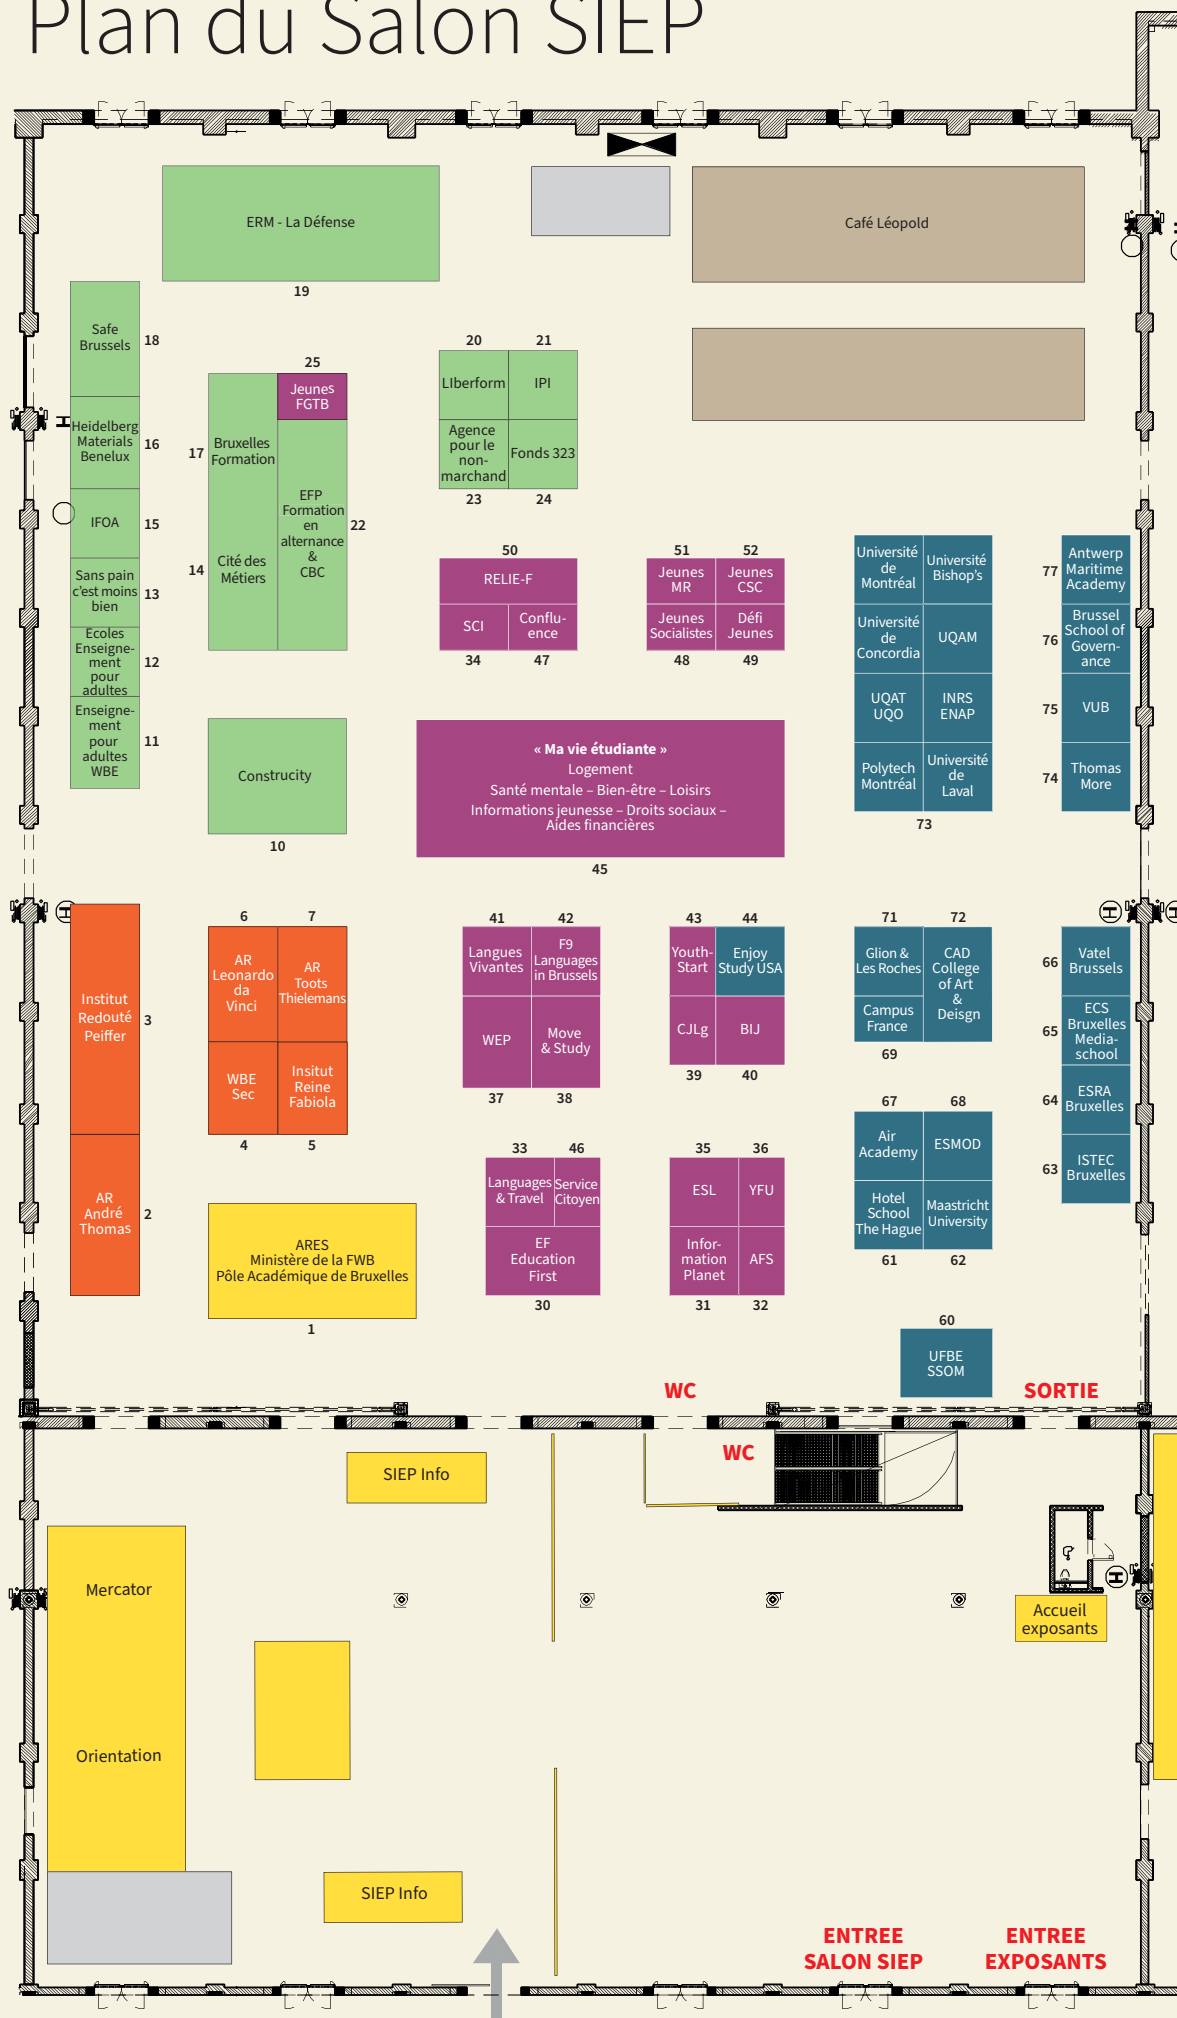 Plan du Salon SIEP
ERM - La Défense
19
Café Léopold
Safe
Brussels
18
Heidelberg
Materials
Benelux
16
IFOA
15
Sans pain
c'est moins
bien
13
Ecoles
Enseigne-
ment
pour
adultes
12
Enseigne-
ment
pour
adultes
WBE
11
25
Jeunes
FGTB
17
Bruxelles
Formation
14
Cité des
Métiers
EFP
Formation
en
alternance
&
CBC
22
20
21
LIberform
IPI
Agence
pour le
non-
marchand
Fonds 323
23
24
50
RELIE-F
SCI
Conflu-
ence
34
47
51
52
Jeunes
MR
Jeunes
CSC
Jeunes
Socialistes
Défi
Jeunes
48
49
Université
de
Montréal
Université
Bishop's
Université
de
Concordia
UQAM
UQAT
UQO
INRS
ENAP
Polytech
Montréal
Université
de
Laval
73
77
Antwerp
Maritime
Academy
76
Brussel
School of
Govern-
ance
75
VUB
74
Thomas
More
Construcity
10
« Ma vie étudiante »
Logement
Santé mentale – Bien-être – Loisirs
Informations jeunesse – Droits sociaux –
Aides financières
45
H
H
H
H
Institut
Redouté
Peiffer
3
AR
André
Thomas
2
6
7
AR
Leonardo
da
Vinci
AR
Toots
Thielemans
WBE
Sec
Insitut
Reine
Fabiola
4
5
ARES
Ministère de la FWB
Pôle Académique de Bruxelles
1
41
42
Langues
Vivantes
F9
Languages
in Brussels
WEP
Move
& Study
37
38
43
44
Youth-
Start
Enjoy
Study USA
CJLg
BIJ
39
40
33
46
Languages
& Travel
Service
Citoyen
EF
Education
First
30
35
36
ESL
YFU
Infor-
mation
Planet
AFS
31
32
71
72
Glion &
Les Roches
CAD
College
of Art
&
Deisgn
Campus
France
69
67
68
Air
Academy
ESMOD
Hotel
School
The Hague
Maastricht
University
61
62
66
Vatel
Brussels
65
ECS
Bruxelles
Media-
school
64
ESRA
Bruxelles
63
ISTEC
Bruxelles
60
UFBE
SSOM
WC
SORTIE
WC
SIEP Info
Mercator
Orientation
H
Accueil
exposants
SIEP Info
ENTREE
SALON SIEP
ENTREE
EXPOSANTS